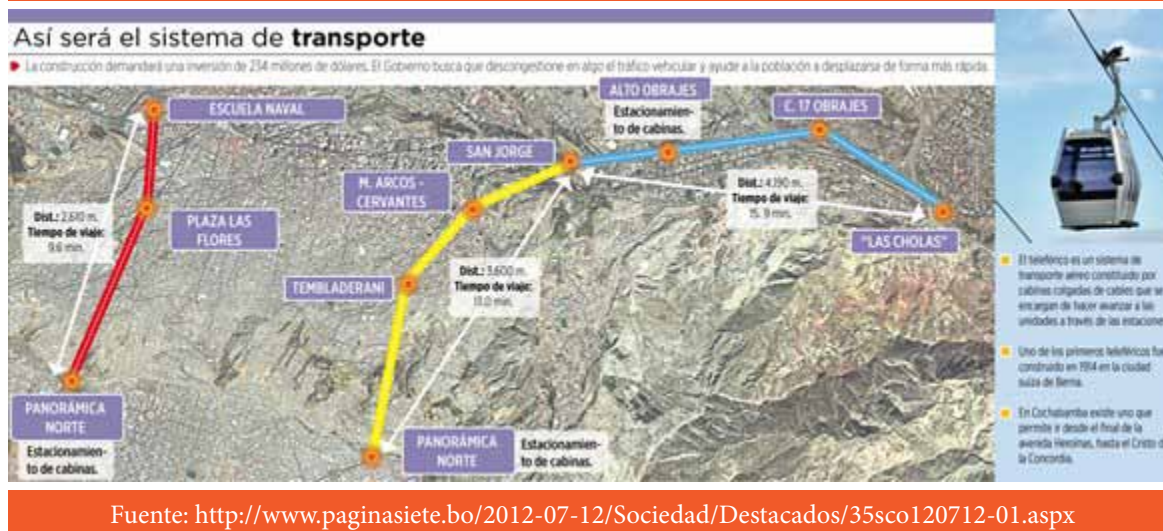 Así será el sistema de transporte
La construcción demandará una inversión de 234 millones de dólares. El Gobierno busca que descongestione en algo el tráfico vehicular y ayude a la población a desplazarse de forma más rápida.
ESCUELA NAVAL
Dist.: 2.610 m.
Tiempo de viaje:
9.6 min.
PLAZA LAS
FLORES
PANORÁMICA
NORTE
Estacionamien-
to de cabinas.
ALTO OBRAJES
Estacionamien-
to de cabinas.
C. 17 OBRAJES
SAN JORGE
M. ARCOS -
CERVANTES
TEMBLADERANI
Dist.: 3.600 m.
Tiempo de viaje:
13.0 min.
Dist.: 4.190 m.
Tiempo de viaje:
15. 9 min.
"LAS CHOLAS"
PANORÁMICA
NORTE
Estacionamien-
to de cabinas.
El teleférico es un sistema de
transporte aéreo constituido por
cabinas colgadas de cables que se
encargan de hacer avanzar a las
unidades a través de las estacione
Uno de los primeros teleféricos fue
construido en 1914 en la ciudad
suiza de Berna.
En Cochabamba existe uno que
permite ir desde el final de la
avenida Heroínas, hasta el Cristo d
la Concordia.
Fuente: http://www.paginasiete.bo/2012-07-12/Sociedad/Destacados/35sco120712-01.aspx